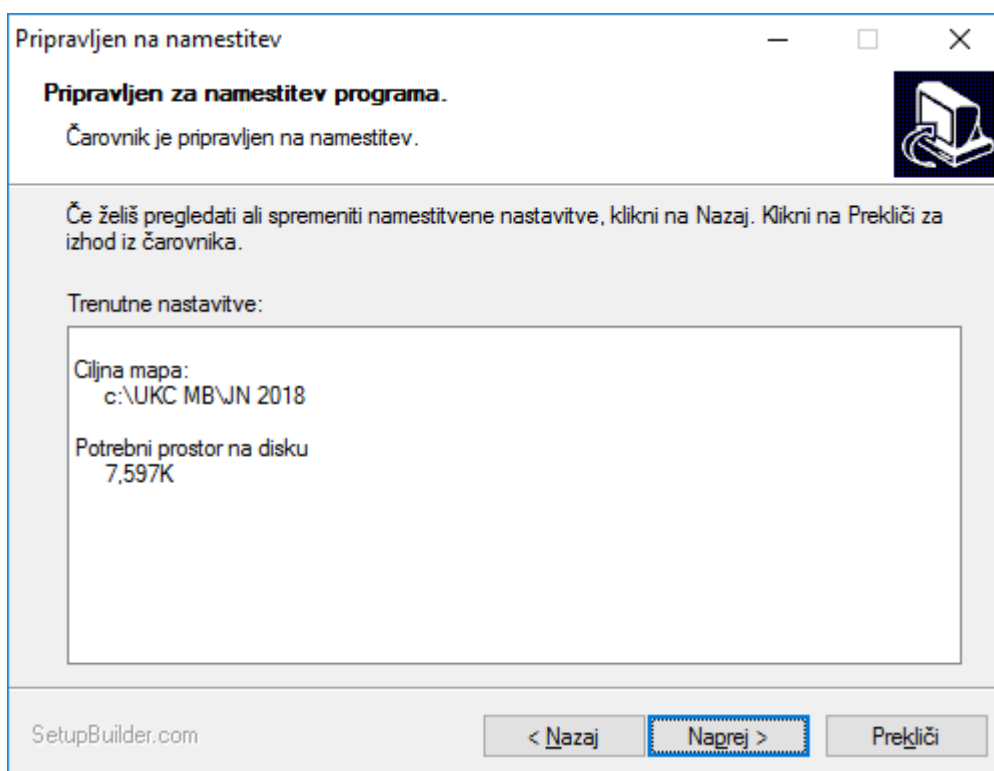 Pripravljen na namestitev
Pripravljen za namestitev programa.
Čarovnik je pripravljen na namestitev.
Če želiš pregledati ali spremeniti namestitvene nastavitve, klikni na Nazaj. Klikni na Prekliči za
izhod iz čarovnika.
Trenutne nastavitve:
Ciljna mapa:
c:\UKC MB\JN 2018
Potrebni prostor na disku
7,597K
SetupBuilder.com
< Nazaj
Naprej >
Prekliči